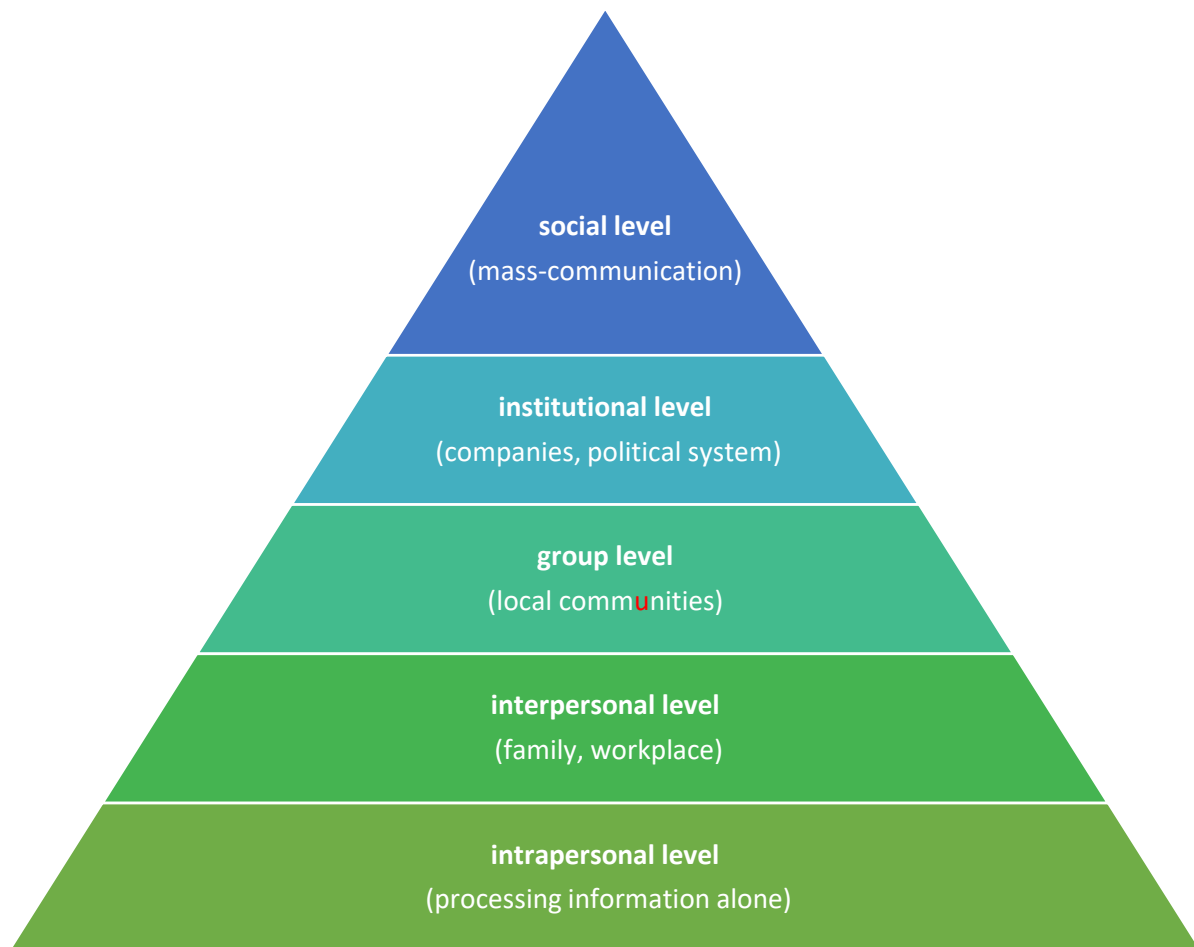 social level
(mass-communication)
institutional level
(companies, political system)
group level
(local communities)
interpersonal level
(family, workplace)
intrapersonal level
(processing information alone)